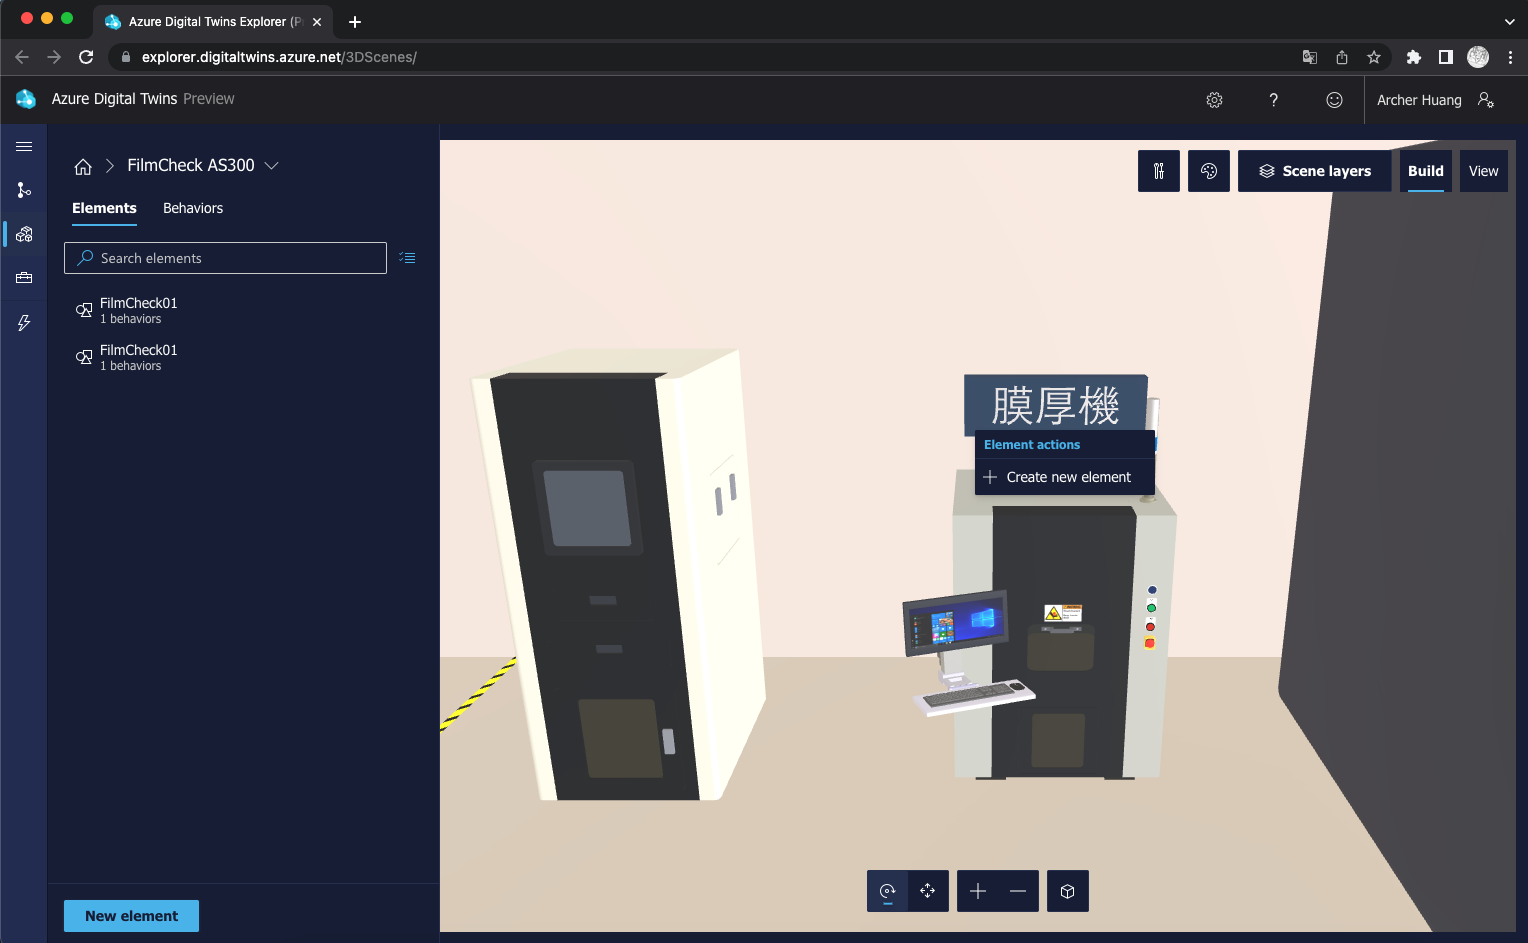 Azure Digital Twins Explorer (P
explorer.digitaltwins.azure.net/3DScenes/
Azure Digital Twins Preview
Archer Huang
FilmCheck AS300
Scene layers
Build
View
Elements
Behaviors
Search elements
FilmCheck01
1 behaviors
FilmCheck01
1 behaviors
膜厚機
Element actions
Create new element
New element